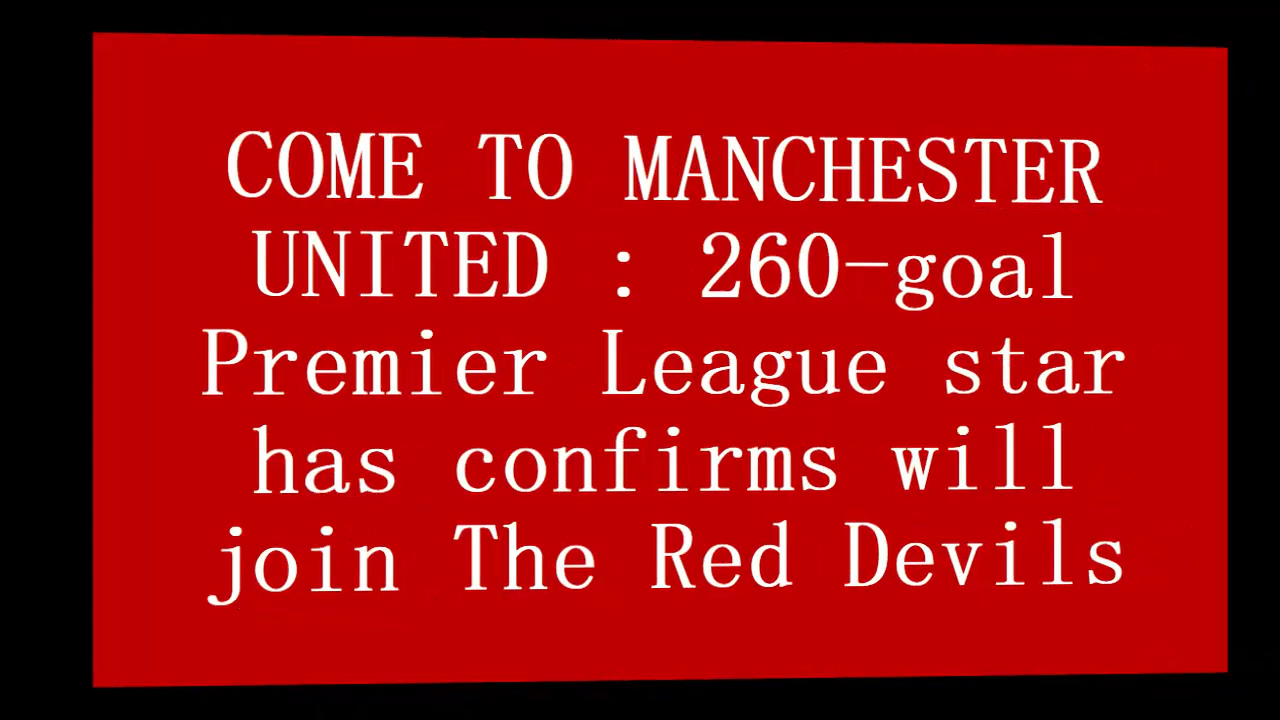 COME TO MANCHESTER
UNITED : 260-goal
Premier League star
has confirms will
join The Red Devils